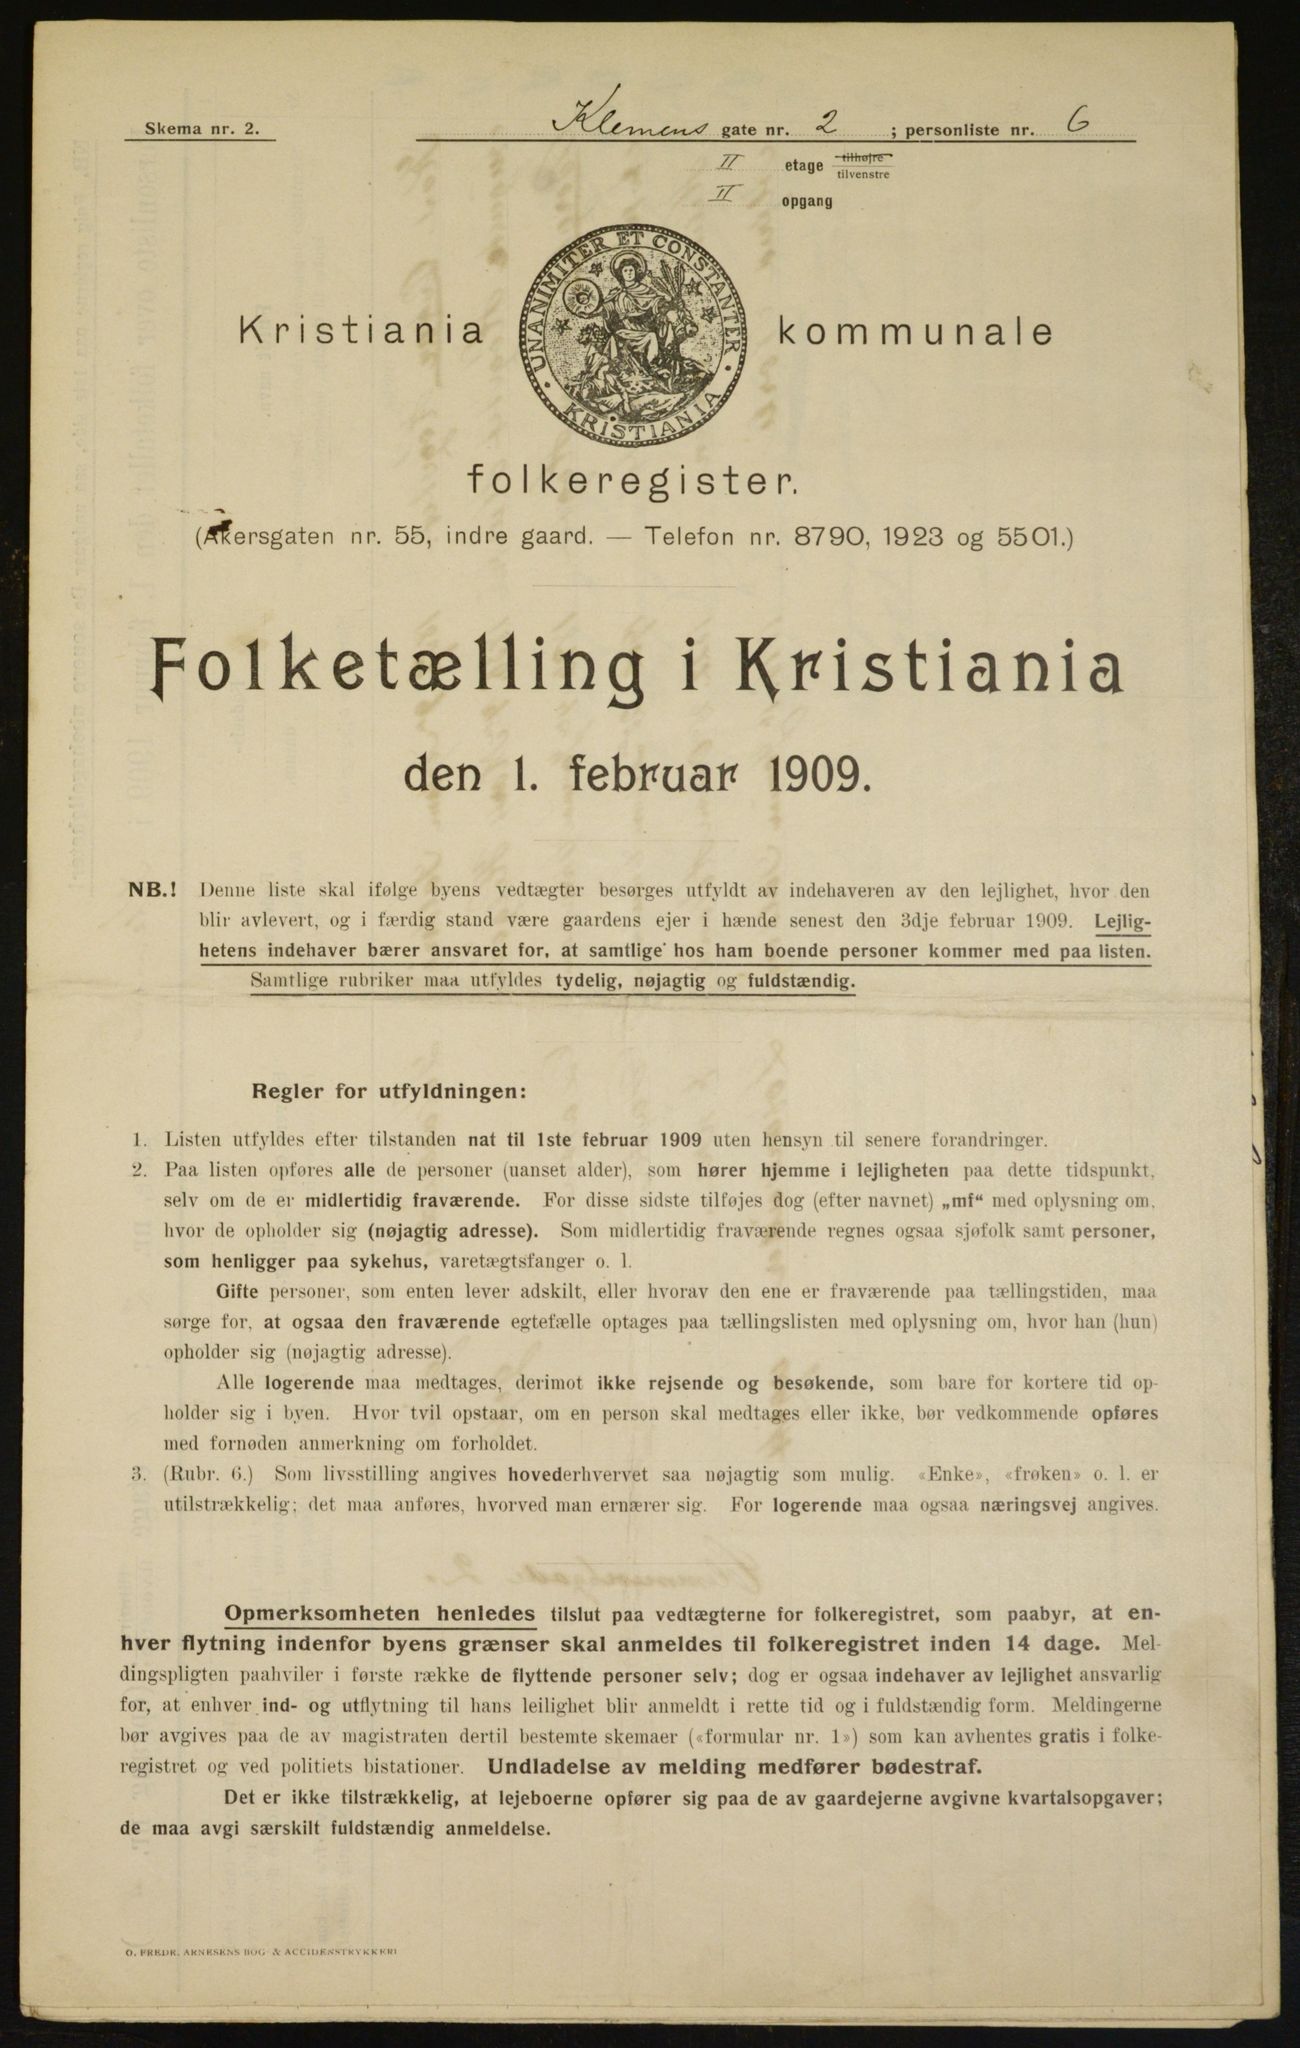 Skema nr. 2.
Klemens gate nr. 2 ; personliste nr. 6
II etage tilhøjre
tilvenstre
II opgang
UNANIMITER ET CONSTANTER
KRISTIANIA
Kristiania kommunale
folkeregister.
(Akersgaten nr. 55, indre gaard. — Telefon nr. 8790, 1923 og 5501.)
Folketælling i Kristiania
den 1. februar 1909.
NB.! Denne liste skal ifølge byens vedtægter besørges utfyldt av indehaveren av den lejlighet, hvor den
blir avlevert, og i færdig stand være gaardens ejer i hænde senest den 3dje februar 1909. Lejlig-
hetens indehaver bærer ansvaret for, at samtlige hos ham boende personer kommer med paa listen.
Samtlige rubriker maa utfyldes tydelig, nøjagtig og fuldstændig.
Regler for utfyldningen:
1. Listen utfyldes efter tilstanden nat til 1ste februar 1909 uten hensyn til senere forandringer.
2. Paa listen opføres alle de personer (uanset alder), som hører hjemme i lejligheten paa dette tidspunkt,
selv om de er midlertidig fraværende. For disse sidste tilføjes dog (efter navnet) „mf“ med oplysning om,
hvor de opholder sig (nøjagtig adresse). Som midlertidig fraværende regnes ogsaa sjøfolk samt personer,
som henligger paa sykehus, varetægtsfanger o. l.
Gifte personer, som enten lever adskilt, eller hvorav den ene er fraværende paa tællingstiden, maa
sørge for, at ogsaa den fraværende egtefælle optages paa tællingslisten med oplysning om, hvor han (hun)
opholder sig (nøjagtig adresse).
Alle logerende maa medtages, derimot ikke rejsende og besøkende, som bare for kortere tid op-
holder sig i byen. Hvor tvil opstaar, om en person skal medtages eller ikke, bør vedkommende opføres
med fornøden anmerkning om forholdet.
3. (Rubr. 6.) Som livsstilling angives hovederhvervet saa nøjagtig som mulig. «Enke», «frøken» o. l. er
utilstrækkelig; det maa anføres, hvorved man ernærer sig. For logerende maa ogsaa næringsvej angives.
Opmerksomheten henledes tilslut paa vedtægterne for folkeregistret, som paabyr, at en-
hver flytning indenfor byens grænser skal anmeldes til folkeregistret inden 14 dage. Mel-
dingspligten paahviler i første række de flyttende personer selv; dog er ogsaa indehaver av lejlighet ansvarlig
for, at enhver ind- og utflytning til hans leilighet blir anmeldt i rette tid og i fuldstændig form. Meldingerne
bør avgives paa de av magistraten dertil bestemte skemaer («formular nr. 1») som kan avhentes gratis i folke-
registret og ved politiets bistationer. Undladelse av melding medfører bødestraf.
Det er ikke tilstrækkelig, at lejeboerne opfører sig paa de av gaardejerne avgivne kvartalsopgaver;
de maa avgi særskilt fuldstændig anmeldelse.
O. FREDR. ARNESENS BOG- & ACCIDENSTRYKKERI